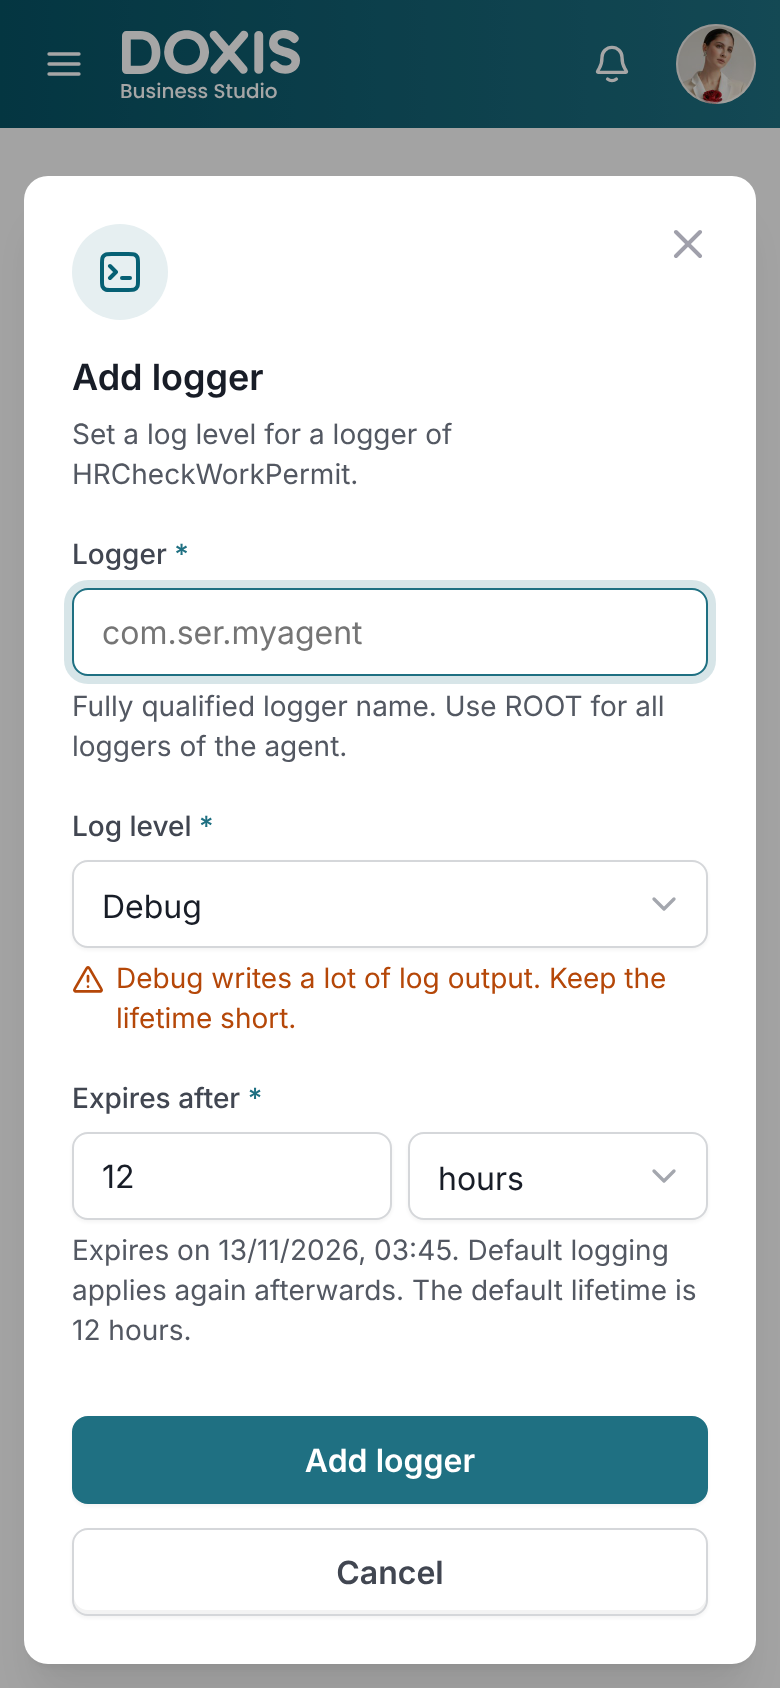 DOXIS
Business Studio
Add logger
Set a log level for a logger of
HRCheckWorkPermit.
Logger *
com.ser.myagent
Fully qualified logger name. Use ROOT for all
loggers of the agent.
Log level *
Debug
Debug writes a lot of log output. Keep the
lifetime short.
Expires after *
12
hours
Expires on 13/11/2026, 03:45. Default logging
applies again afterwards. The default lifetime is
12 hours.
Add logger
Cancel